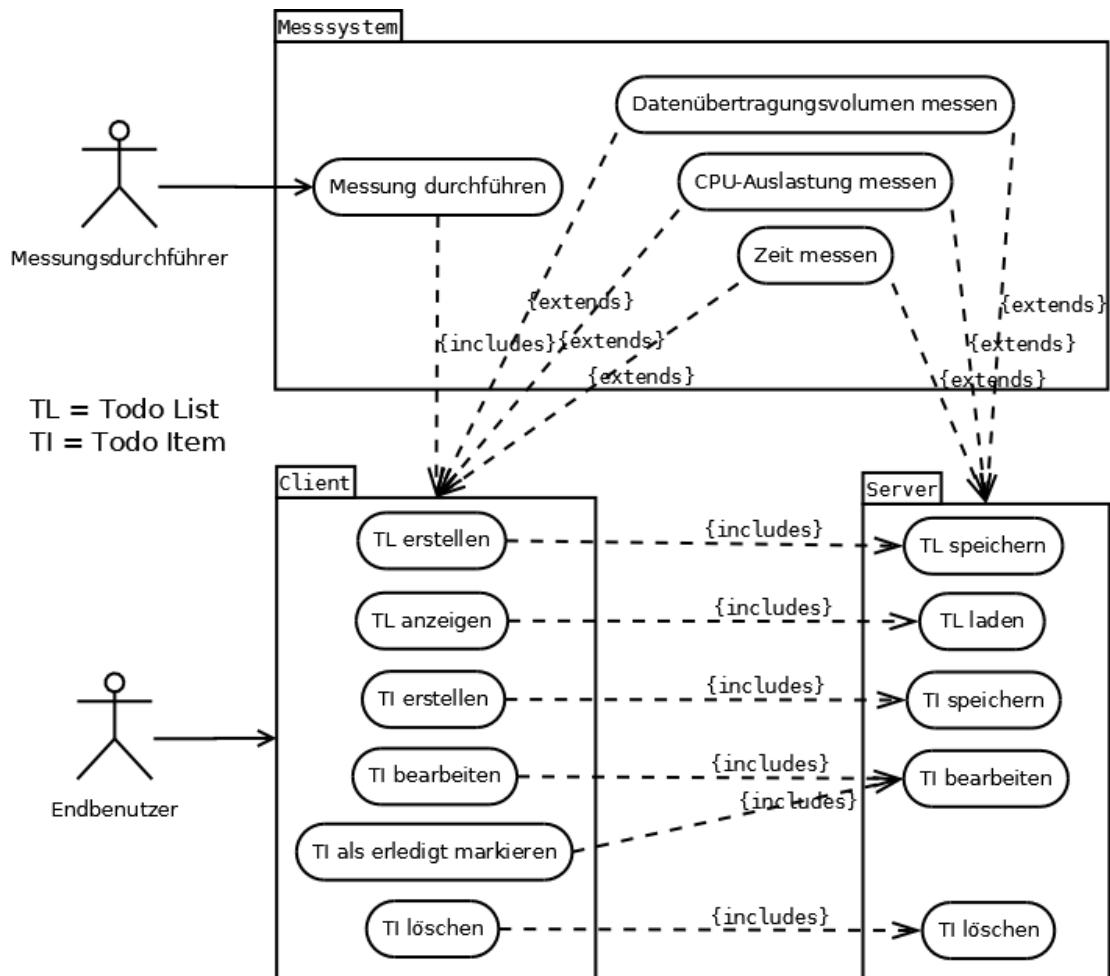 Messsystem
Datenübertragungsvolumen messen
CPU-Auslastung messen
Messung durchführen
Zeit messen
Messungsdurchführer
{extends}
{extends}
{includes}
{extends}
{extends}
{extends}
{extends}
TL = Todo List
TI = Todo Item
Client
Server
TL erstellen
{includes}
TL speichern
TL anzeigen
{includes}
TL laden
TI erstellen
{includes}
TI speichern
TI bearbeiten
{includes}
TI bearbeiten
Endbenutzer
{includes}
TI als erledigt markieren
TI löschen
{includes}
TI löschen